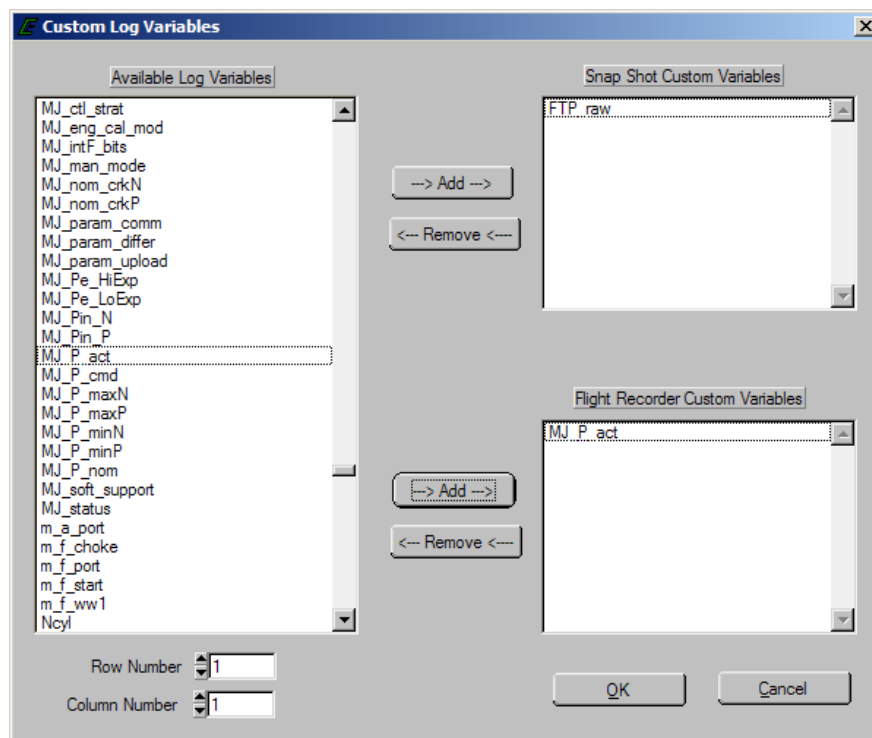 Custom Log Variables
Available Log Variables
MJ_ctl_strat
MJ_eng_cal_mod
MJ_intF_bits
MJ_man_mode
MJ_nom_crkN
MJ_nom_crkP
MJ_param_comm
MJ_param_differ
MJ_param_upload
MJ_Pe_HiExp
MJ_Pe_LoExp
MJ_Pin_N
MJ_Pin_P
MJ_P_act
MJ_P_cmd
MJ_P_maxN
MJ_P_maxP
MJ_P_minN
MJ_P_minP
MJ_P_nom
MJ_soft_support
MJ_status
m_a_port
m_f_choke
m_f_port
m_f_start
m_f_ww1
Ncyl
Row Number 1
Column Number 1
---> Add --->
<--- Remove <----
---> Add --->
<--- Remove <----
Snap Shot Custom Variables
FTP_raw
Flight Recorder Custom Variables
MJ_P_act
OK
Cancel